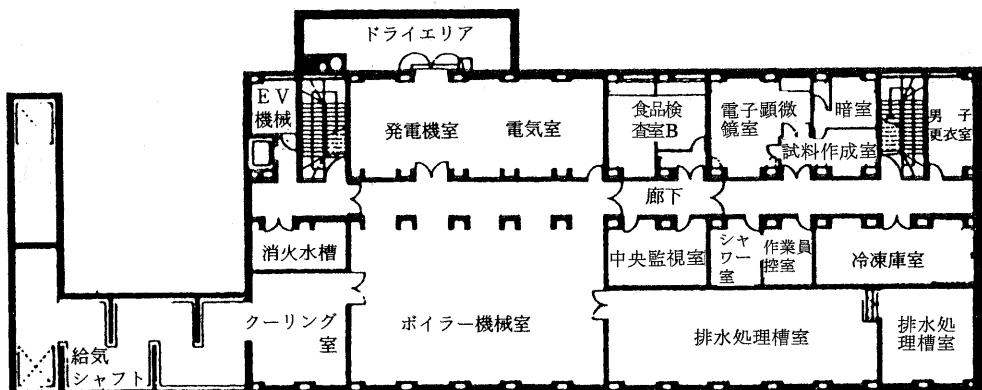 ドライエリア
EV
機械
発電機室
電気室
食品検
査室B
電子顕微
鏡室
暗室
試料作成室
男子
更衣室
廊下
消火水槽
中央監視室
シャ
ワー
室
作業員
控室
冷凍庫室
クーリング
室
ボイラー機械室
排水処理槽室
排水処
理槽室
給気
シャフト